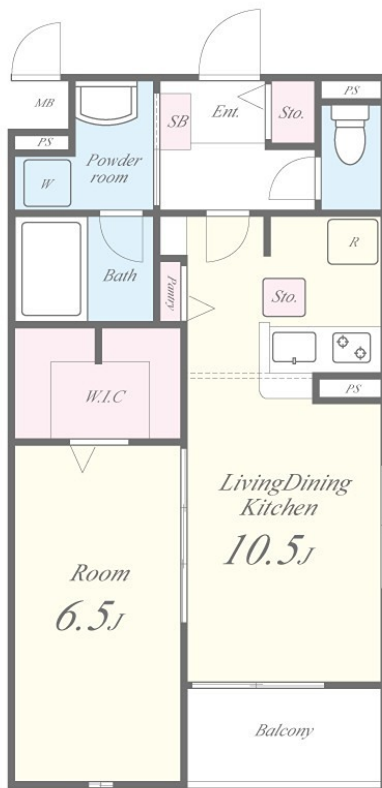 MB
PS
PS
SB
Ent.
Sto.
Powder
room
W
Bath
Pantry
R
Sto.
PS
W.I.C
LivingDining
Kitchen
10.5J
Room
6.5J
Balcony